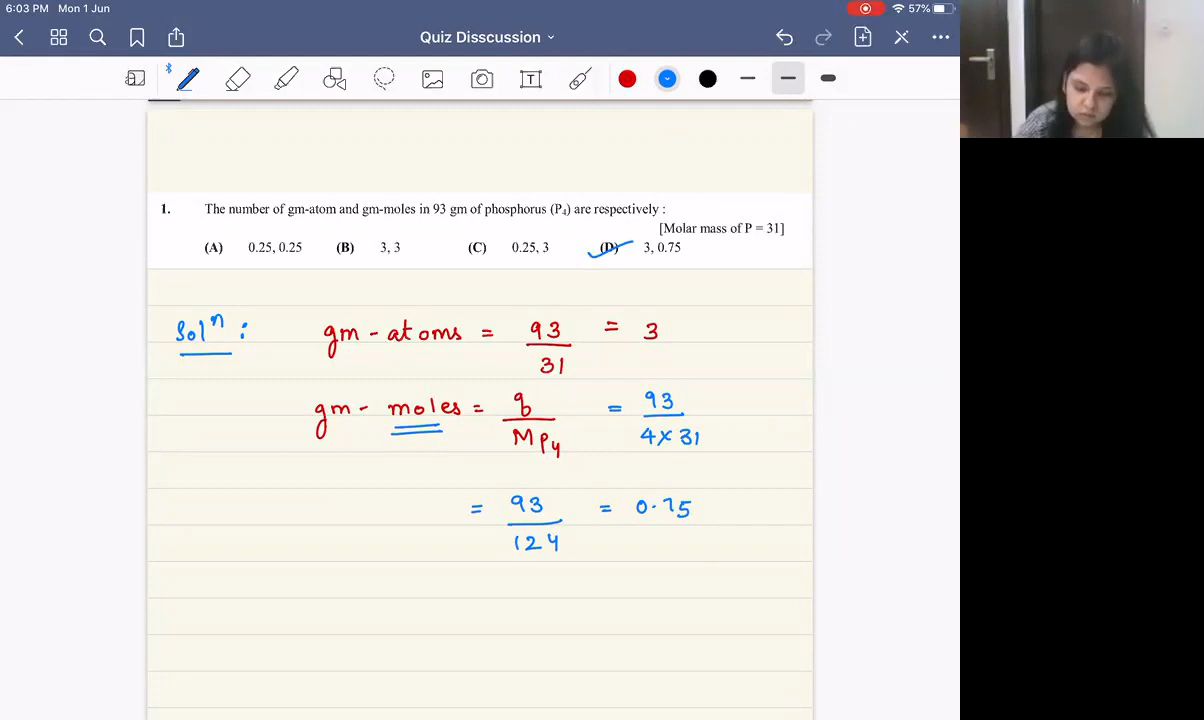 6:03 PM Mon 1 Jun
57%
Quiz Disscussion
1. The number of gm-atom and gm-moles in 93 gm of phosphorus (P₄) are respectively :
[Molar mass of P = 31]
(A) 0.25, 0.25 (B) 3, 3 (C) 0.25, 3 (D) 3, 0.75
Solⁿ : gm - atoms = 93/31 = 3
gm - moles = g/M P₄ = 93/4×31
= 93/124 = 0.75